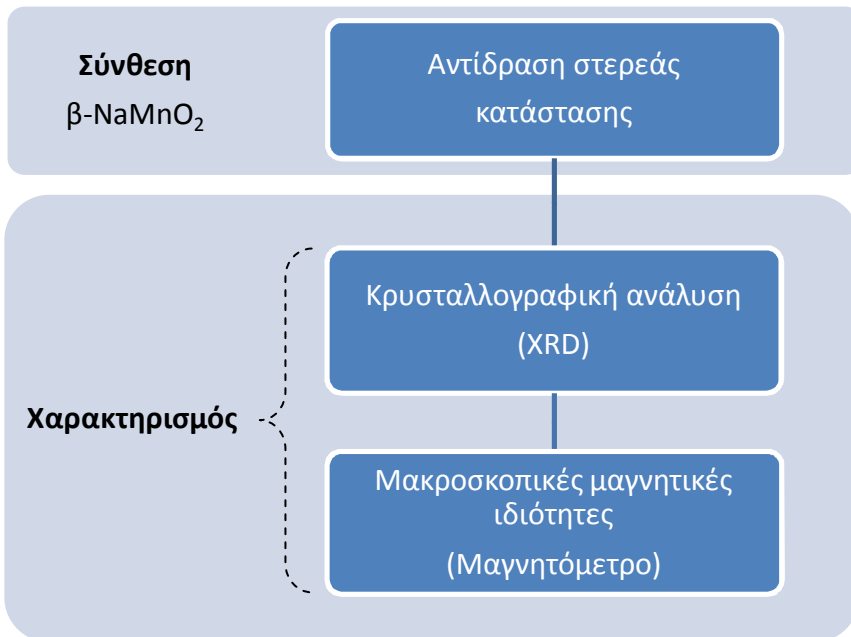 Σύνθεση
β-NaMnO₂
Αντίδραση στερεάς
κατάστασης
Χαρακτηρισμός
Κρυσταλλογραφική ανάλυση
(XRD)
Μακροσκοπικές μαγνητικές
ιδιότητες
(Μαγνητόμετρο)